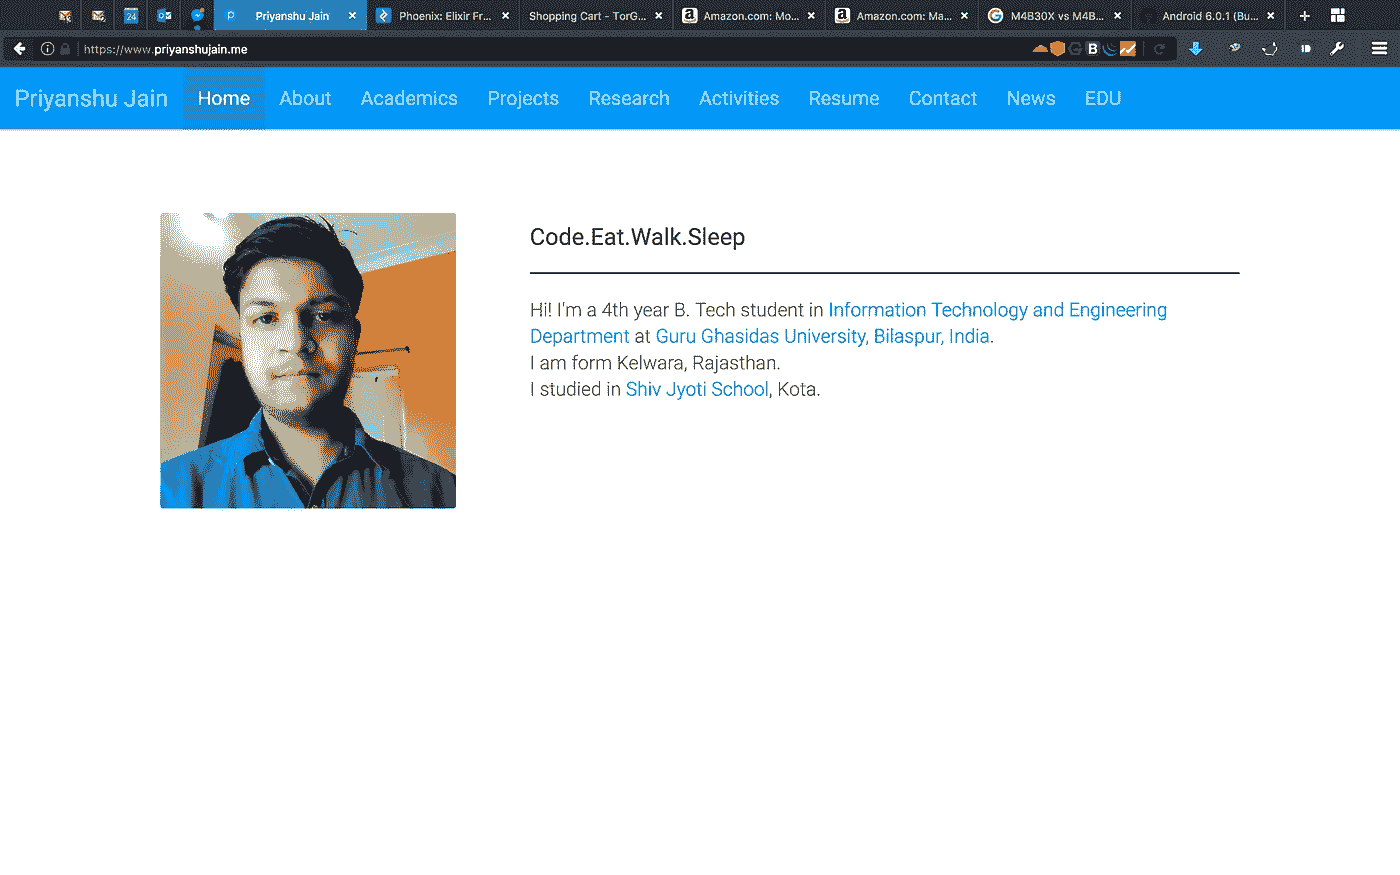 Priyanshu Jain
Phoenix: Elixir Fr...
Shopping Cart - TorG...
Amazon.com: Mo...
Amazon.com: Ma...
M4B30X vs M4B...
Android 6.0.1 (Bu...
https://www.priyanshujain.me
Priyanshu Jain Home About Academics Projects Research Activities Resume Contact News EDU
Code.Eat.Walk.Sleep
Hi! I'm a 4th year B. Tech student in Information Technology and Engineering
Department at Guru Ghasidas University, Bilaspur, India.
I am form Kelwara, Rajasthan.
I studied in Shiv Jyoti School, Kota.